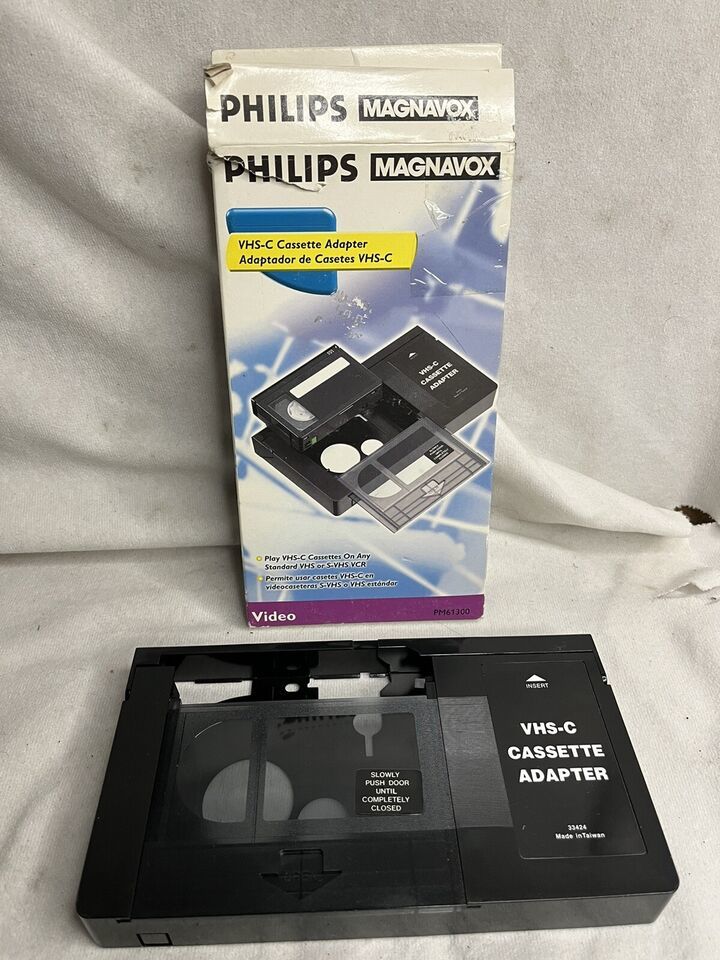 PHILIPS MAGNAVOX
PHILIPS MAGNAVOX
VHS-C Cassette Adapter
Adaptador de Casetes VHS-C
VHS-C
CASSETTE
ADAPTER
Play VHS-C Cassettes On Any
Standard VHS or S-VHS VCR
Permite usar casetes VHS-C en
videocaseteras S-VHS o VHS estándar
Video PM61300
INSERT
VHS-C
CASSETTE
ADAPTER
33424
Made in Taiwan
SLOWLY
PUSH DOOR
UNTIL
COMPLETELY
CLOSED